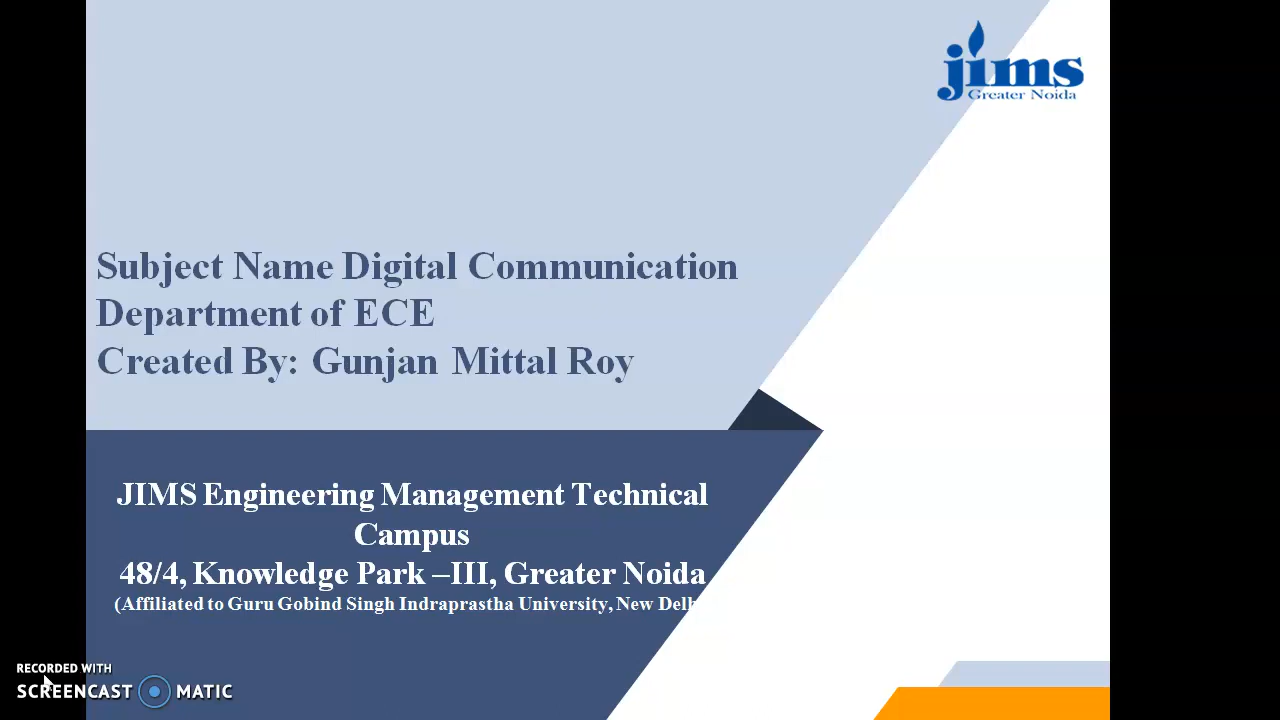 jims
Greater Noida
Subject Name Digital Communication
Department of ECE
Created By: Gunjan Mittal Roy
JIMS Engineering Management Technical
Campus
48/4, Knowledge Park –III, Greater Noida
(Affiliated to Guru Gobind Singh Indraprastha University, New Delh
RECORDED WITH
SCREENCAST MATIC